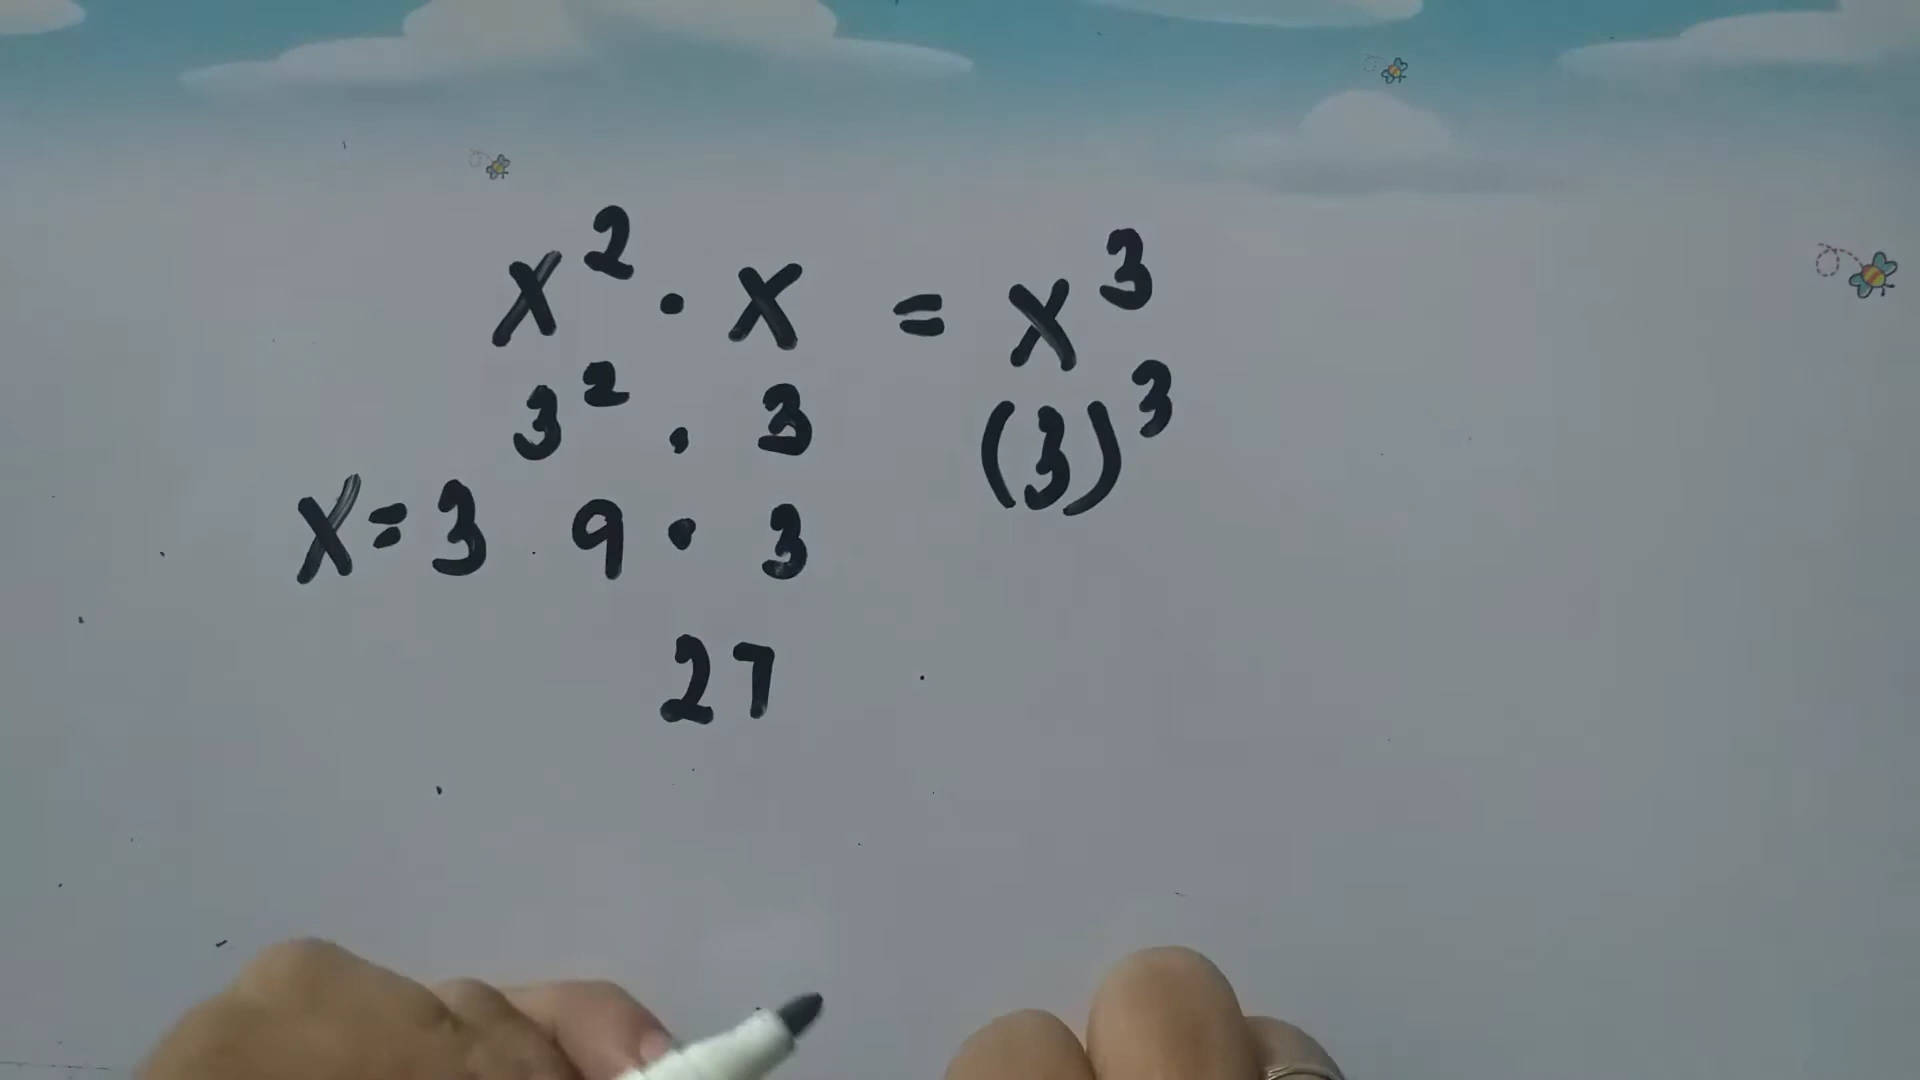 x² · x = x³
3² · 3 (3)³
x = 3 9 · 3
27